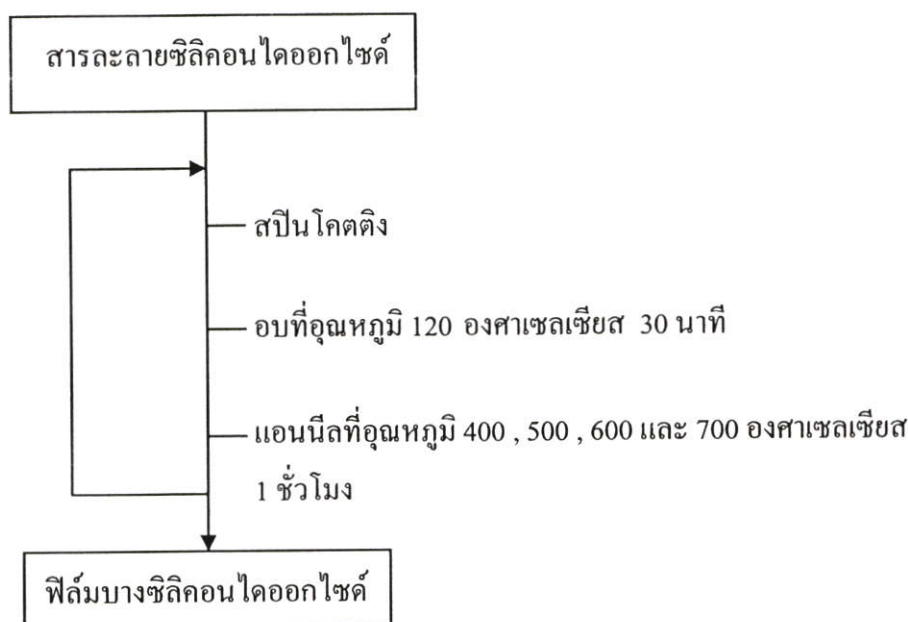 สารละลายซิลิคอนไดออกไซด์
สปินโคตติง
อบที่อุณหภูมิ 120 องศาเซลเซียส 30 นาที
แอนนีลที่อุณหภูมิ 400 , 500 , 600 และ 700 องศาเซลเซียส
1 ชั่วโมง
ฟิล์มบางซิลิคอนไดออกไซด์